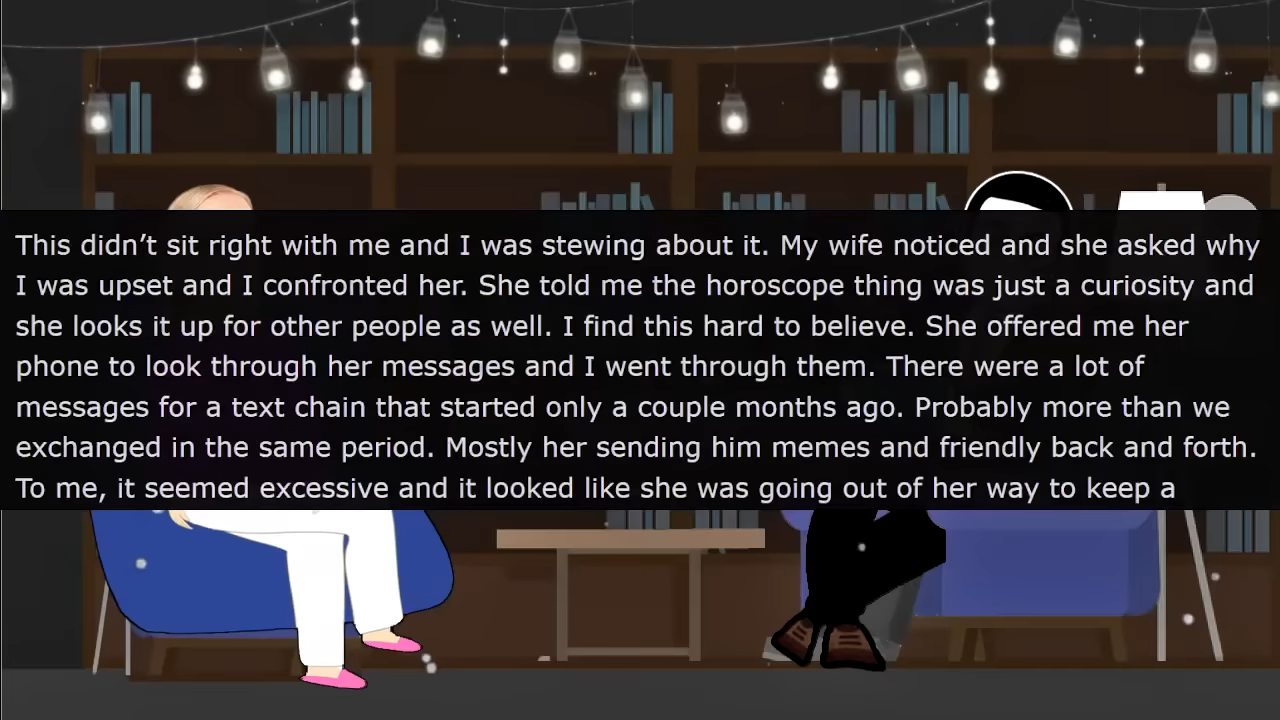 This didn’t sit right with me and I was stewing about it. My wife noticed and she asked why
I was upset and I confronted her. She told me the horoscope thing was just a curiosity and
she looks it up for other people as well. I find this hard to believe. She offered me her
phone to look through her messages and I went through them. There were a lot of
messages for a text chain that started only a couple months ago. Probably more than we
exchanged in the same period. Mostly her sending him memes and friendly back and forth.
To me, it seemed excessive and it looked like she was going out of her way to keep a